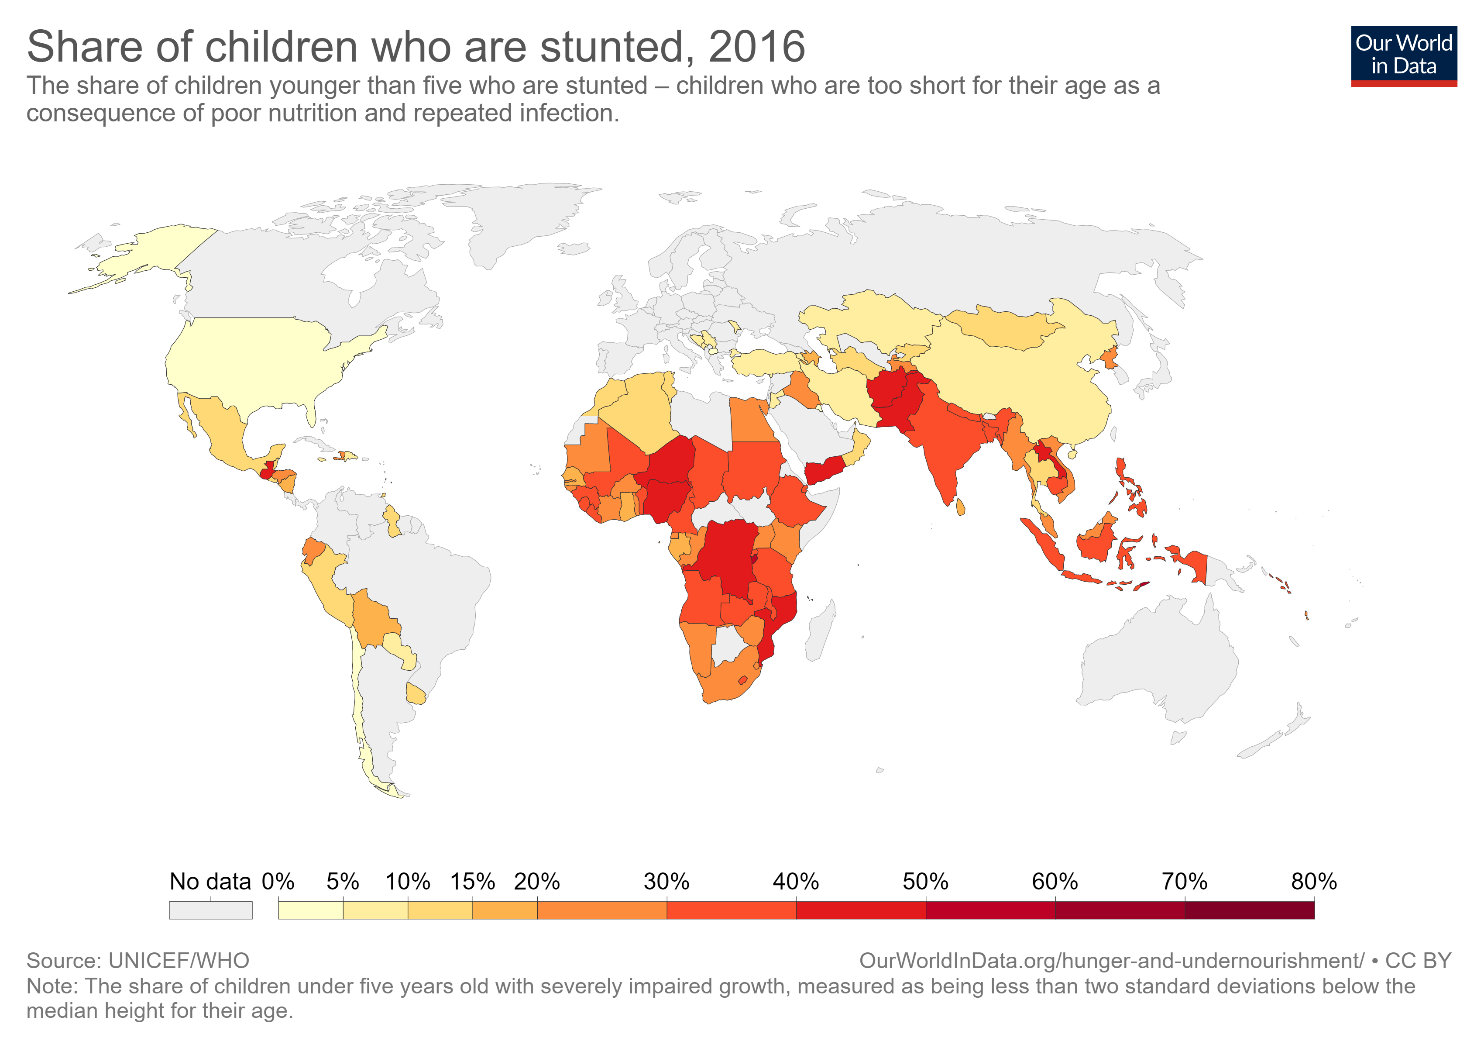 Share of children who are stunted, 2016
Our World
in Data
The share of children younger than five who are stunted – children who are too short for their age as a
consequence of poor nutrition and repeated infection.
No data 0% 5% 10% 15% 20% 30% 40% 50% 60% 70% 80%
Source: UNICEF/WHO
OurWorldInData.org/hunger-and-undernourishment/ • CC BY
Note: The share of children under five years old with severely impaired growth, measured as being less than two standard deviations below the
median height for their age.